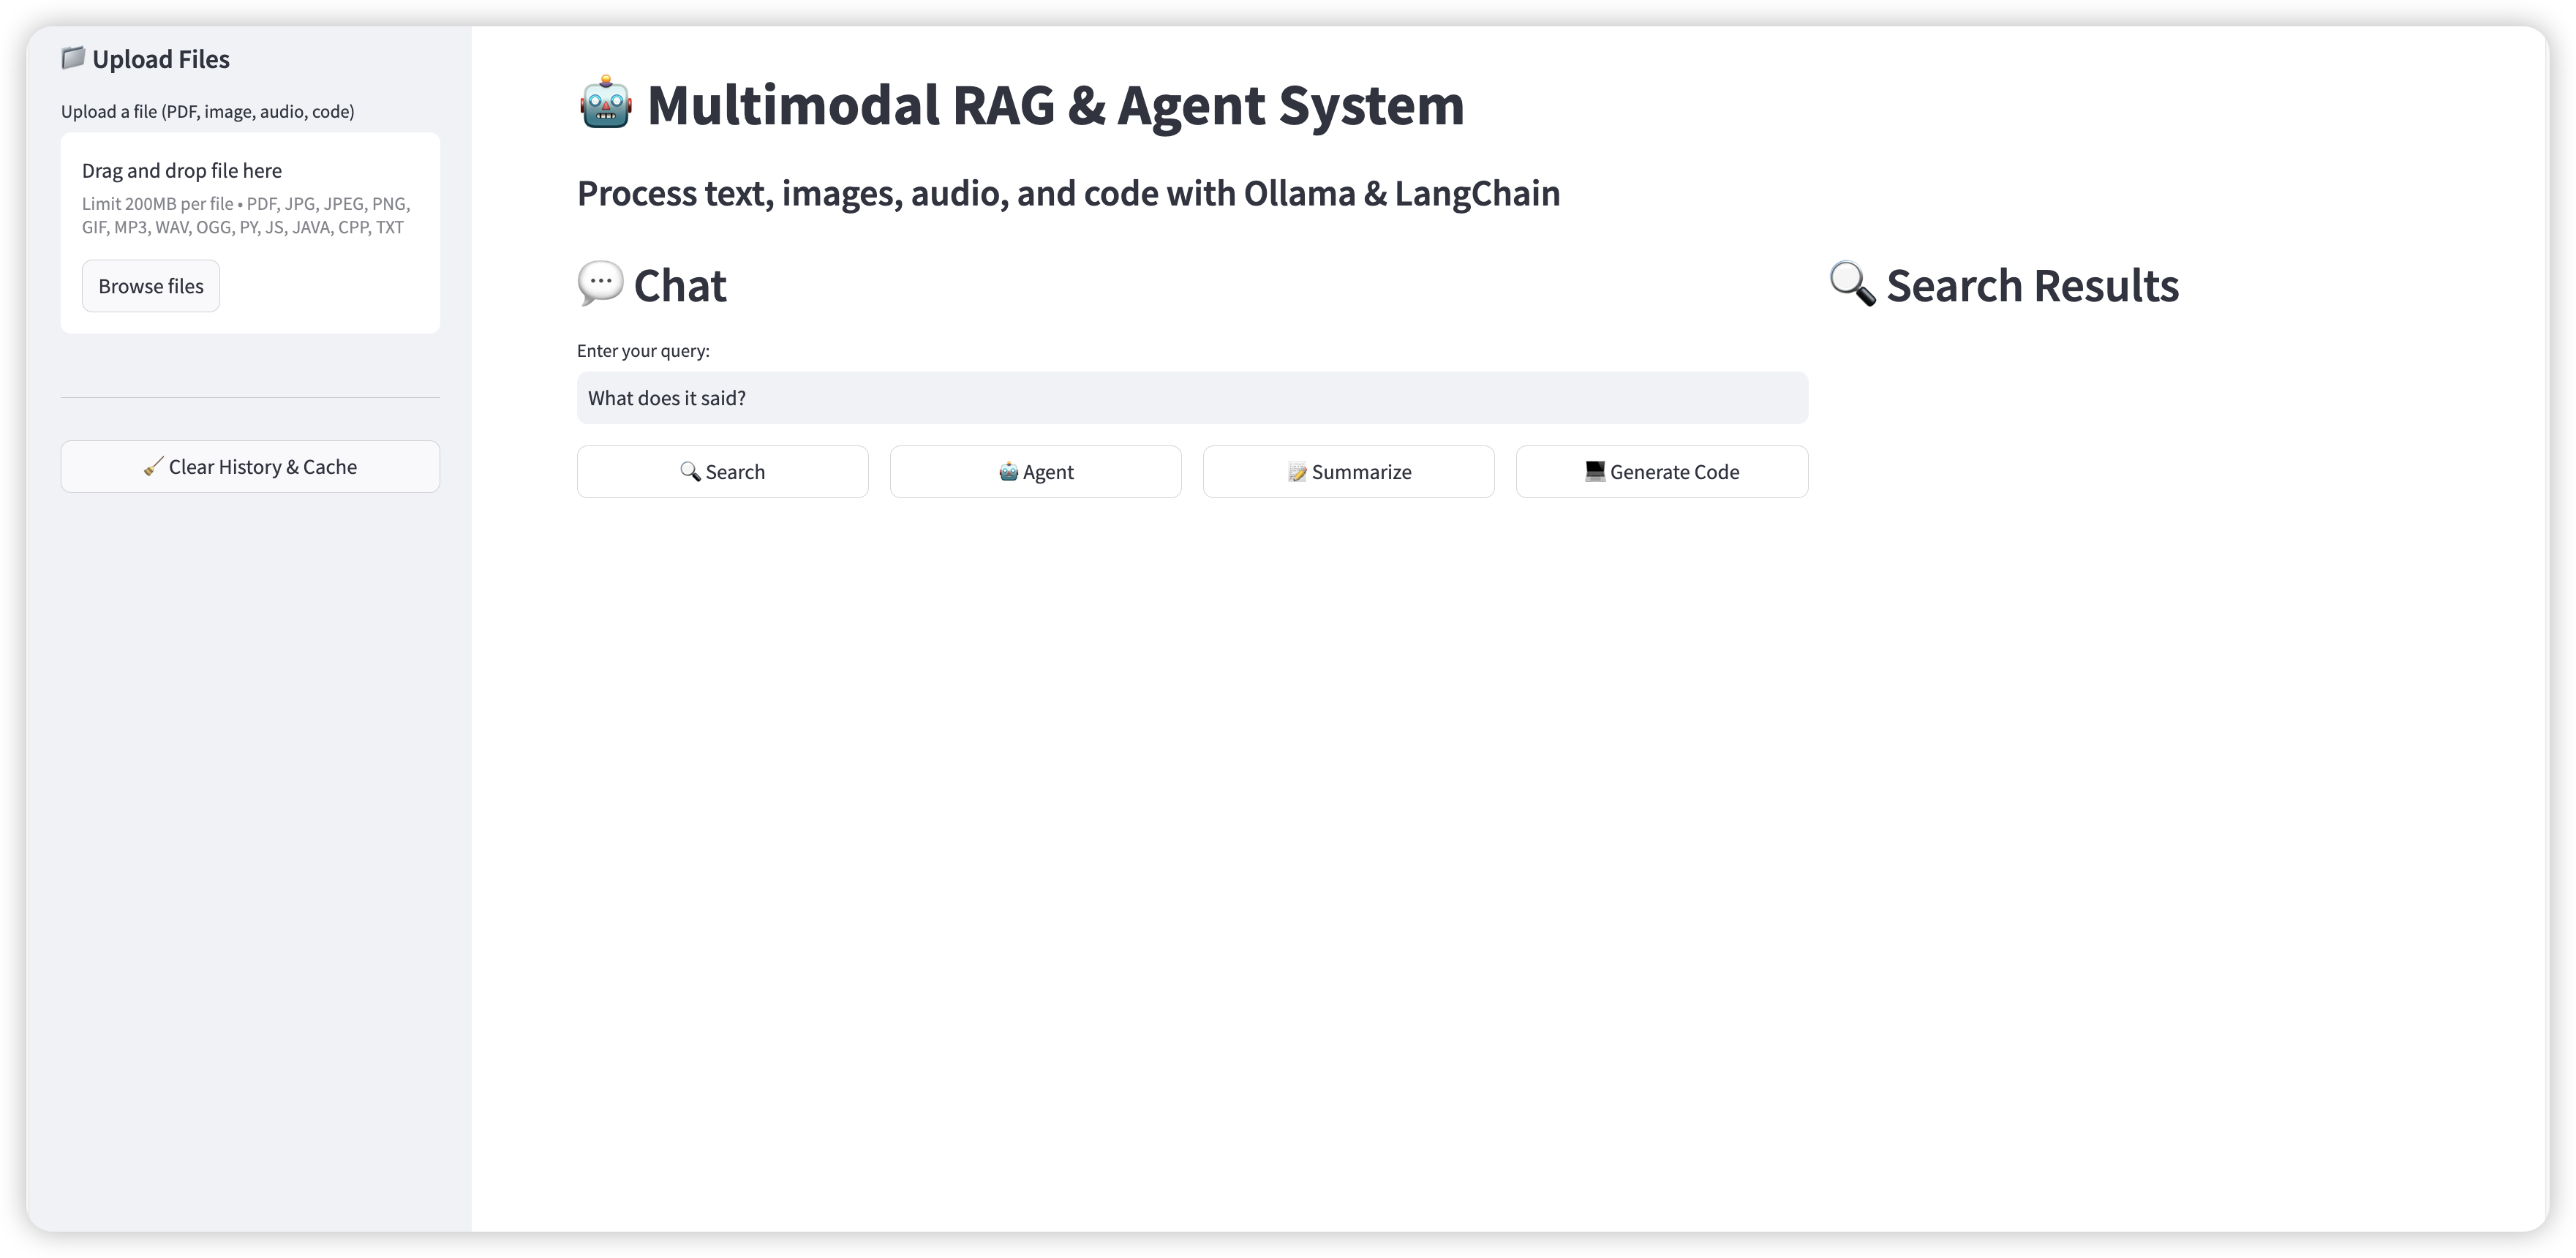 Upload Files
Upload a file (PDF, image, audio, code)
Drag and drop file here
Limit 200MB per file • PDF, JPG, JPEG, PNG,
GIF, MP3, WAV, OGG, PY, JS, JAVA, CPP, TXT
Browse files
Clear History & Cache
Multimodal RAG & Agent System
Process text, images, audio, and code with Ollama & LangChain
Chat
Enter your query:
What does it said?
Search
Agent
Summarize
Generate Code
Search Results